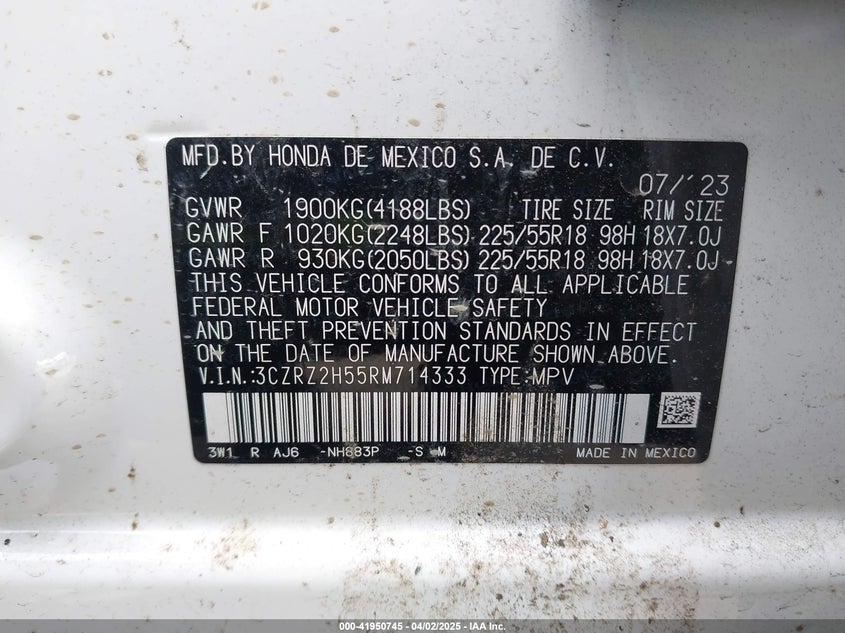 MFD.BY HONDA DE MEXICO S.A. DE C.V.
07/'23
GVWR 1900KG(4188LBS) TIRE SIZE RIM SIZE
GAWR F 1020KG(2248LBS) 225/55R18 98H 18X7.0J
GAWR R 930KG(2050LBS) 225/55R18 98H 18X7.0J
THIS VEHICLE CONFORMS TO ALL APPLICABLE
FEDERAL MOTOR VEHICLE SAFETY
AND THEFT PREVENTION STANDARDS IN EFFECT
ON THE DATE OF MANUFACTURE SHOWN ABOVE.
V.I.N.:3CZRZ2H55RM714333 TYPE:MPV
3W1 R AJ6 -NH883P -S M MADE IN MEXICO
000-41950745 - 04/02/2025 - IAA Inc.